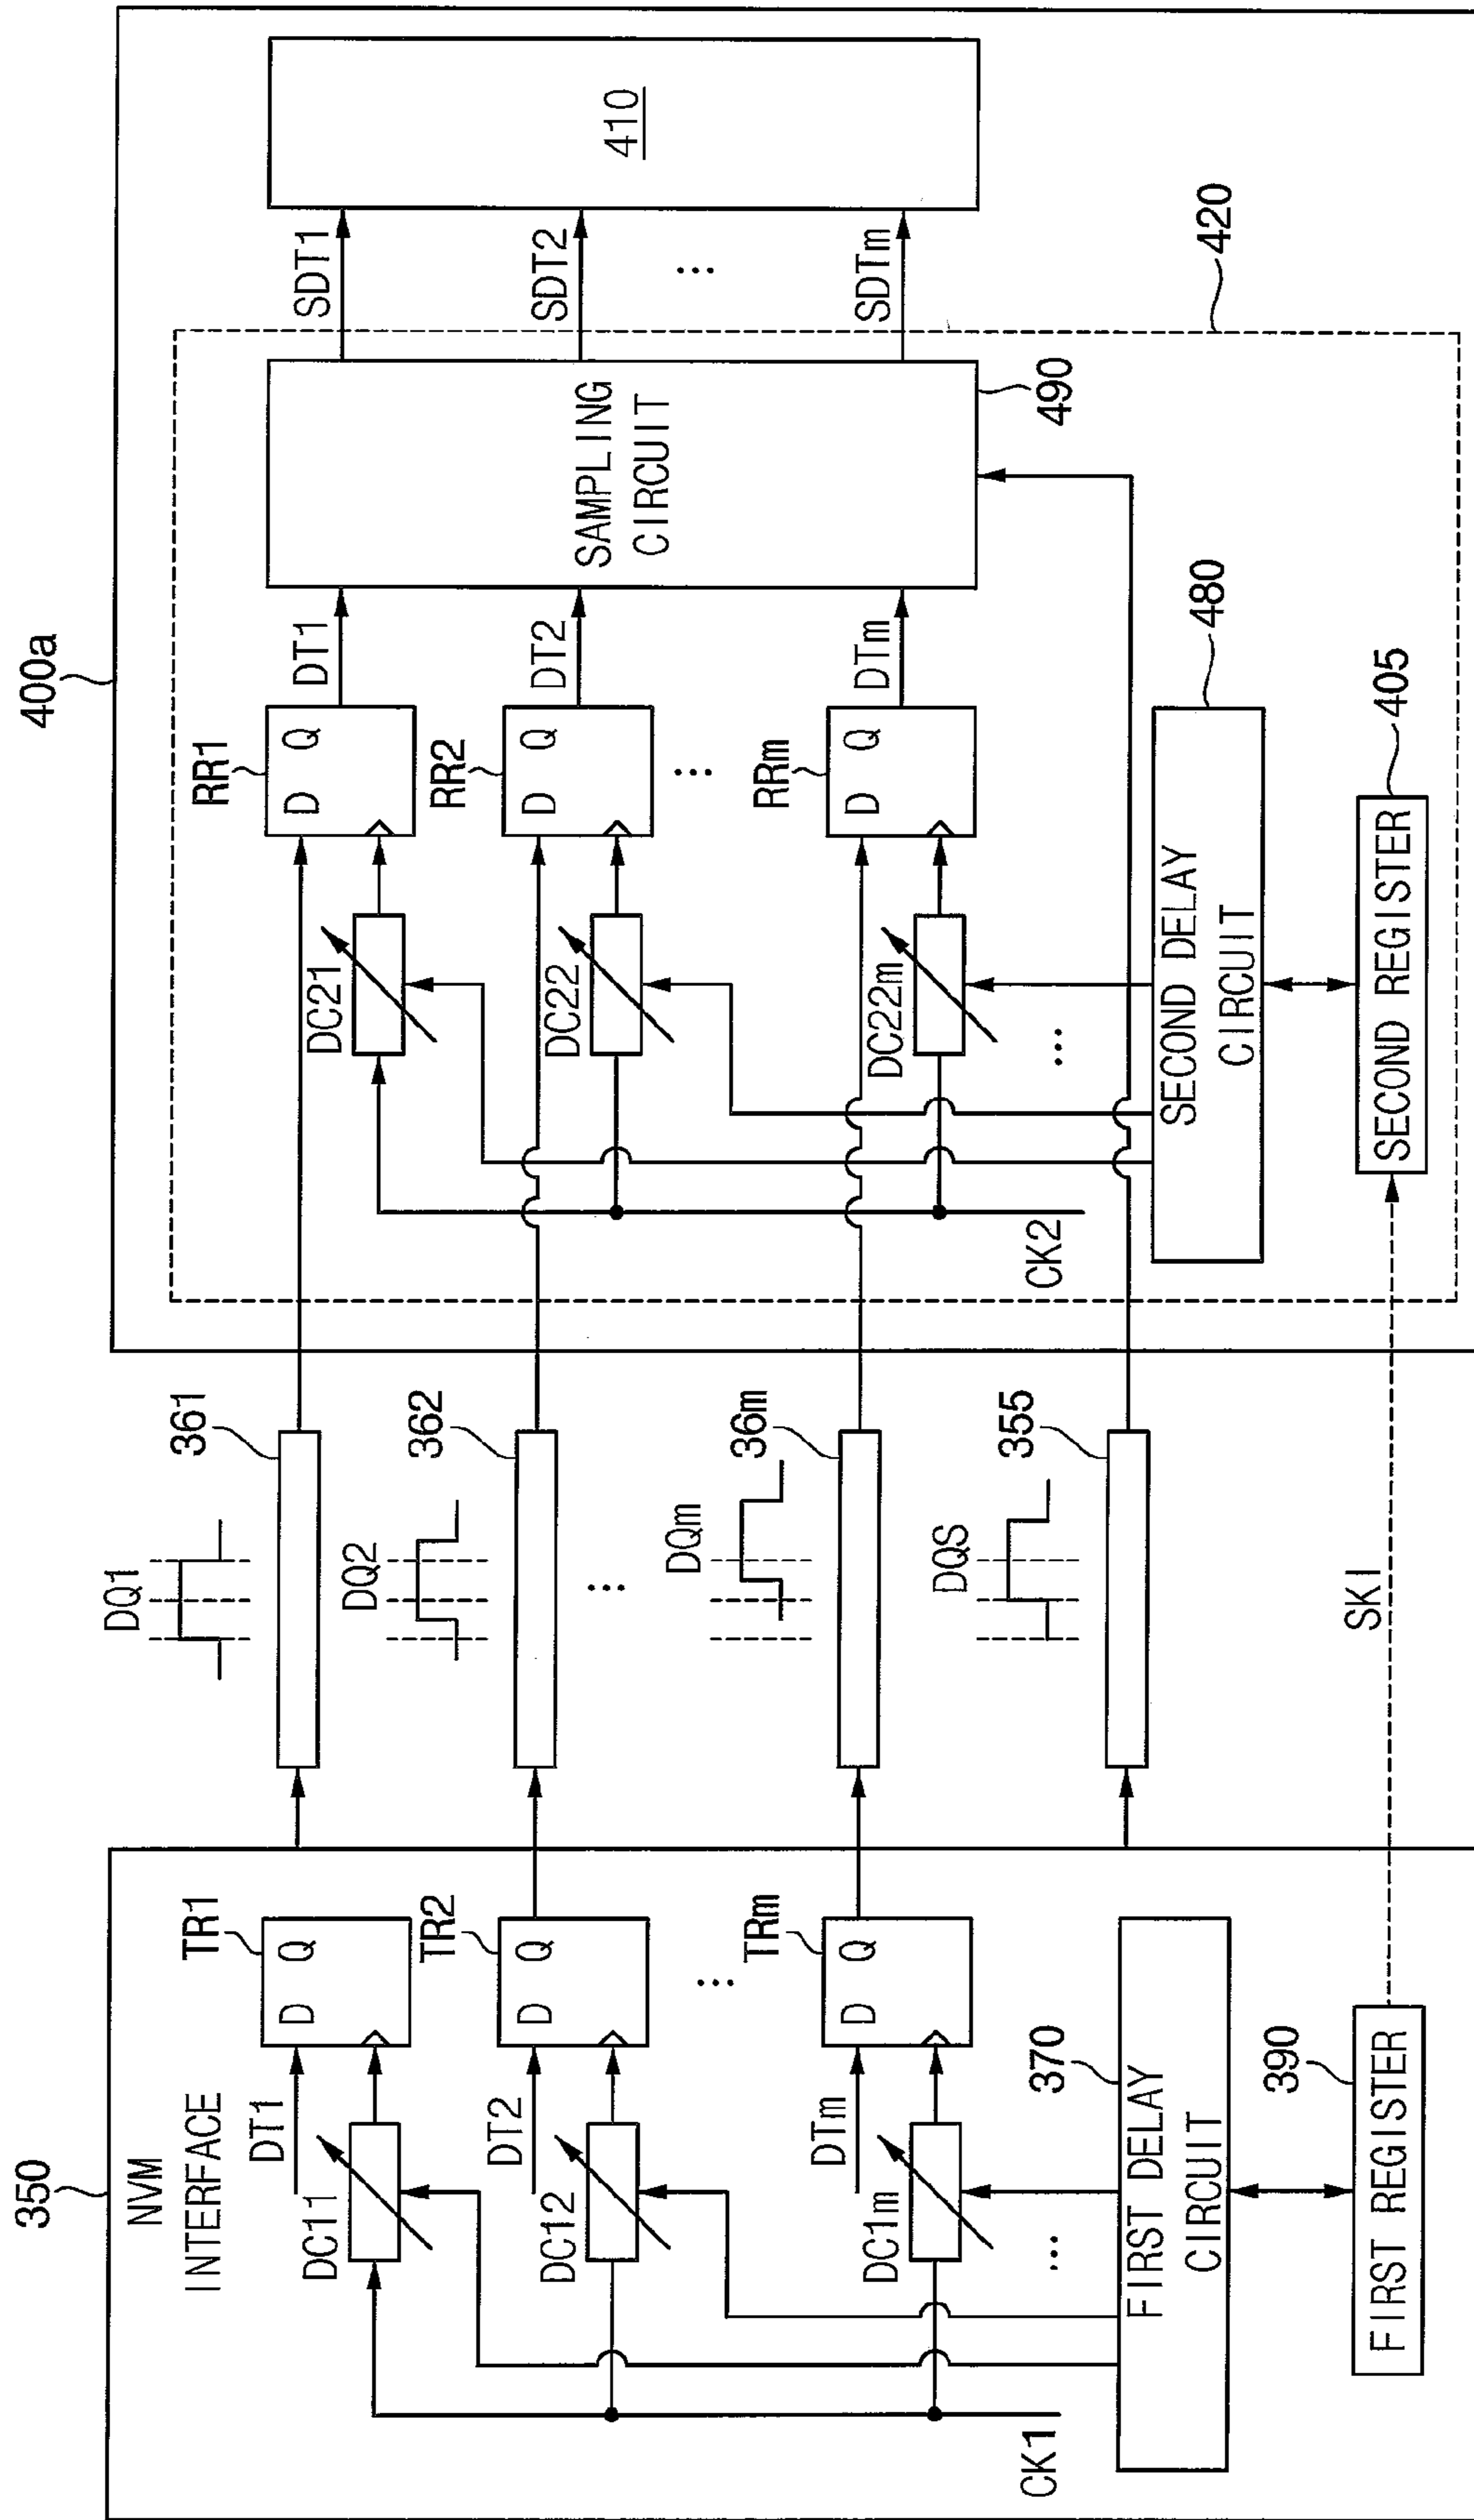 350
NVM
INTERFACE
DT1
TR1
D Q
DC11
DT2
TR2
D Q
DC12
...
DTm
TRm
D Q
DC1m
...
CK1
370
FIRST DELAY
CIRCUIT
390
FIRST REGISTER
DQ1
361
DQ2
362
...
DQm
36m
DQS
355
SKI
400a
RR1
D Q
DT1
DC21
RR2
D Q
DT2
DC22
...
RRm
D Q
DTm
DC22m
...
CK2
480
SECOND DELAY
CIRCUIT
405
SECOND REGISTER
SAMPLING
CIRCUIT
490
420
SDT1
SDT2
...
SDTm
410